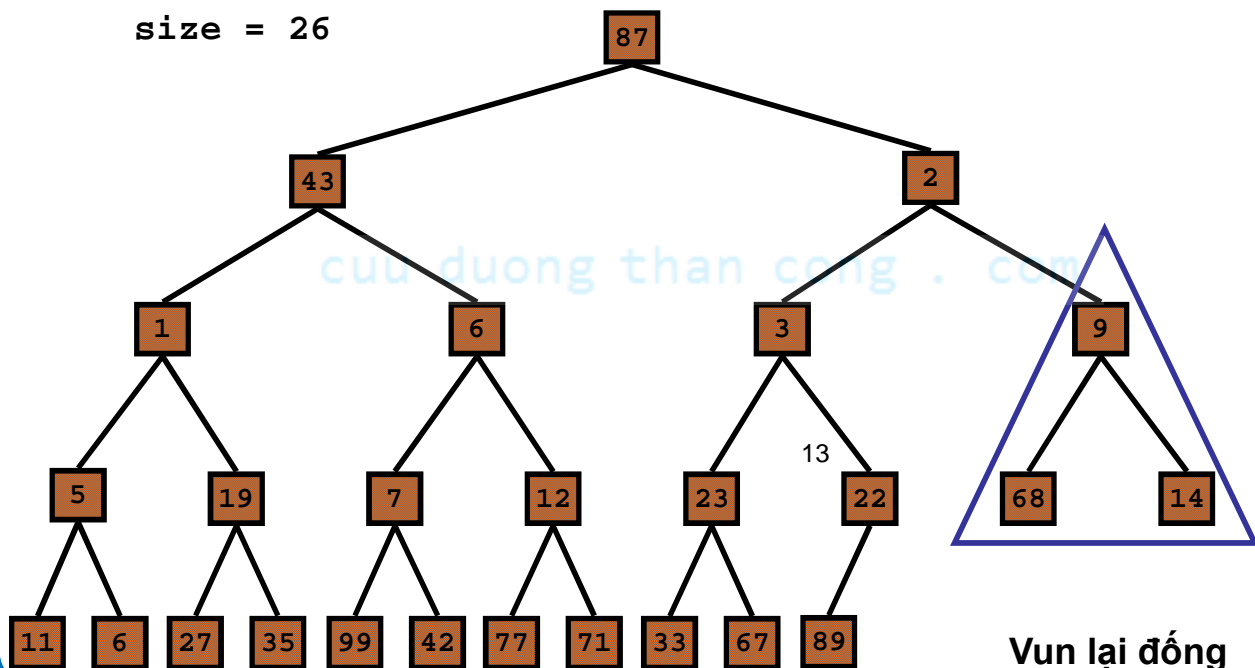 size = 26
87
43 2
cuu duong than cong . com
1 6 3 9
13
5 19 7 12 23 22 68 14
11 6 27 35 99 42 77 71 33 67 89
Vun lại đống